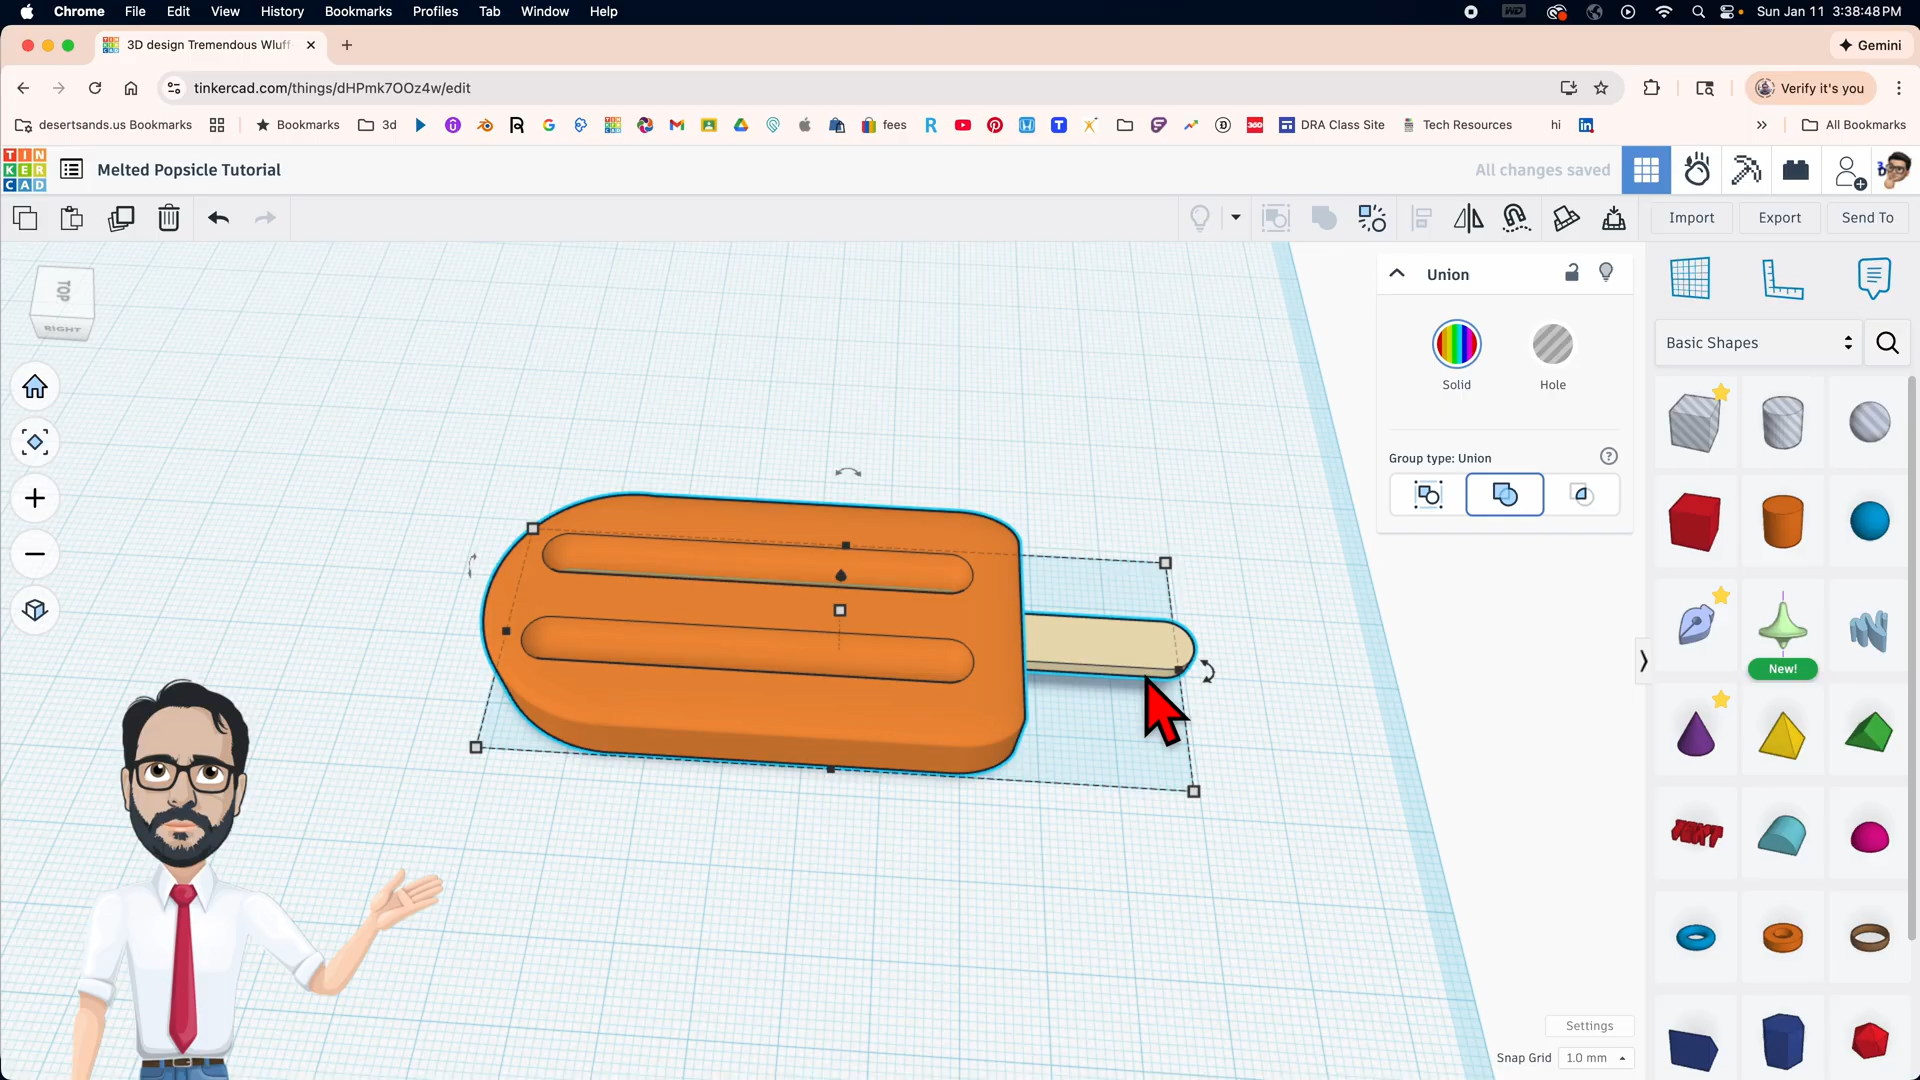 Chrome File Edit View History Bookmarks Profiles Tab Window Help
Sun Jan 11 3:38:48 PM
3D design Tremendous Wluff
Gemini
tinkercad.com/things/dHPmk7OOz4w/edit
Verify it's you
desertsands.us Bookmarks
Bookmarks
3d
fees
DRA Class Site
Tech Resources
hi
All Bookmarks
TIN
KER
CAD
Melted Popsicle Tutorial
All changes saved
Import
Export
Send To
TOP
RIGHT
Union
Solid
Hole
Group type: Union
Basic Shapes
New!
TEXT
Settings
Snap Grid 1.0 mm